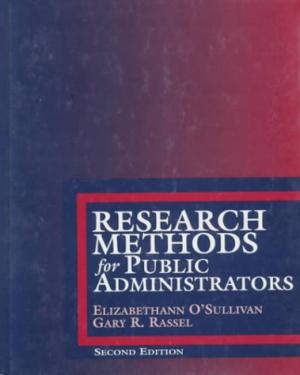 RESEARCH
METHODS
for PUBLIC
ADMINISTRATORS
ELIZABETHANN O'SULLIVAN
GARY R. RASSEL
SECOND EDITION